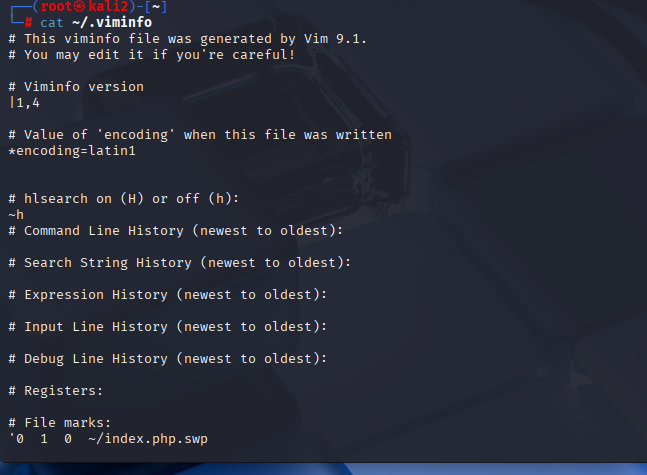 ┌──(root㉿kali2)-[~]
└─# cat ~/.viminfo
# This viminfo file was generated by Vim 9.1.
# You may edit it if you're careful!
# Viminfo version
|1,4
# Value of 'encoding' when this file was written
*encoding=latin1
# hlsearch on (H) or off (h):
~h
# Command Line History (newest to oldest):
# Search String History (newest to oldest):
# Expression History (newest to oldest):
# Input Line History (newest to oldest):
# Debug Line History (newest to oldest):
# Registers:
# File marks:
'0  1  0  ~/index.php.swp